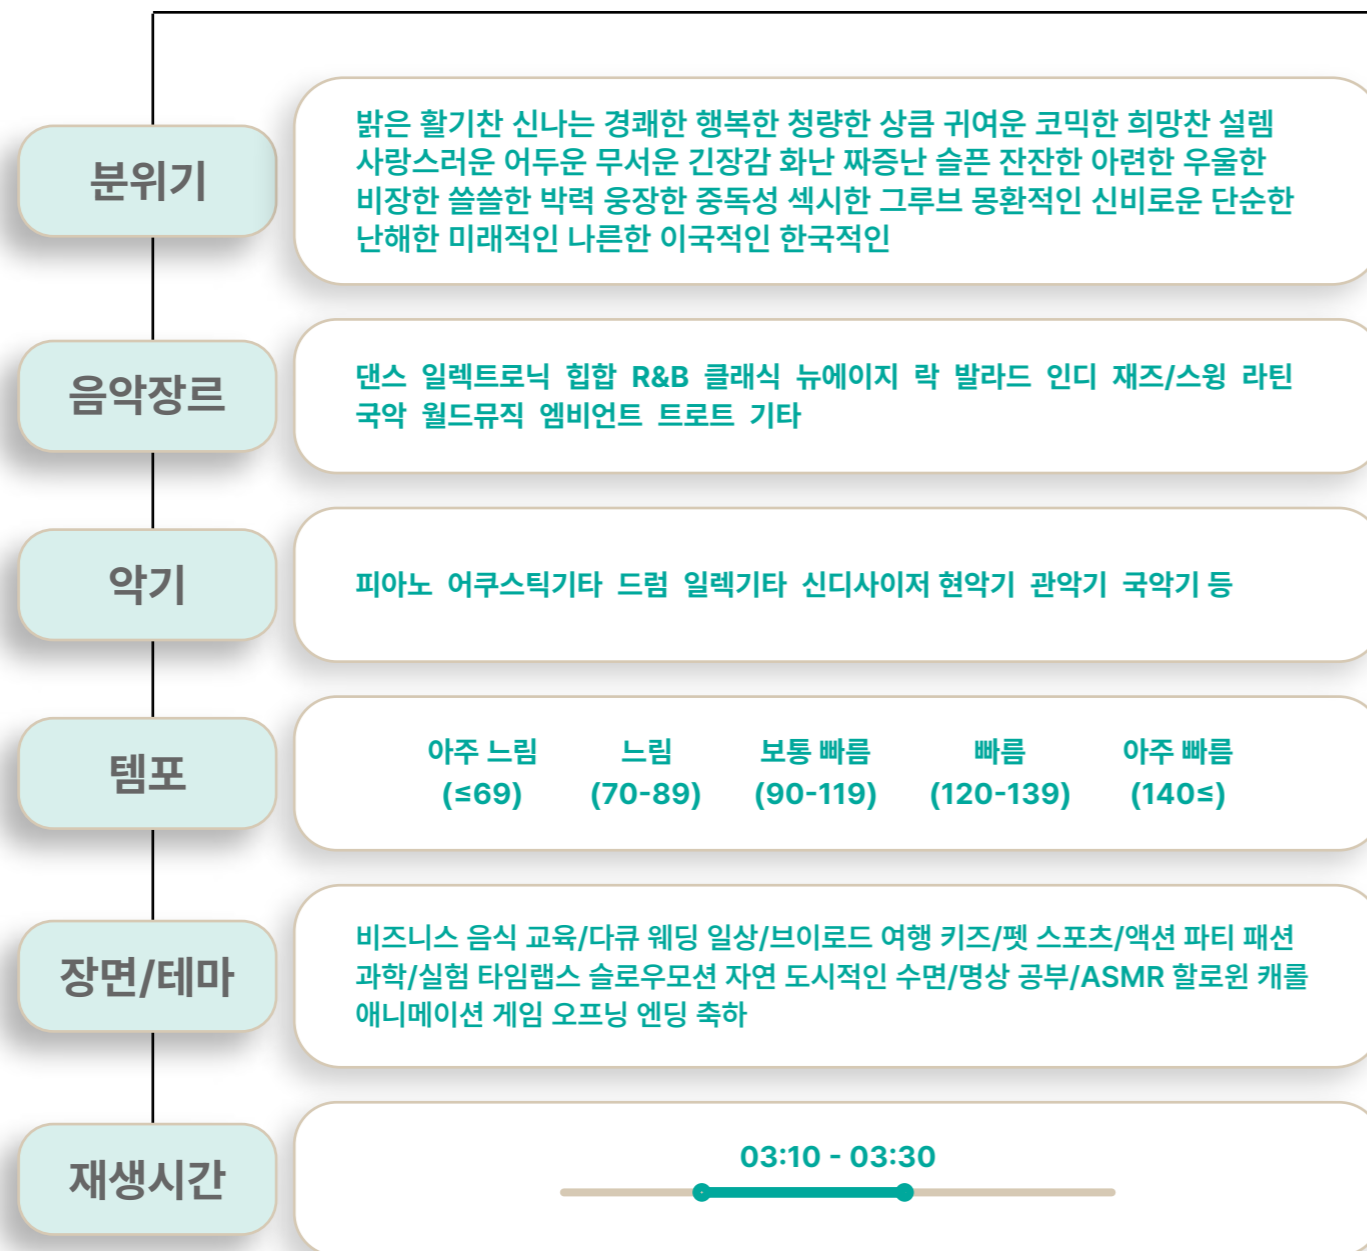 분위기
밝은 활기찬 신나는 경쾌한 행복한 청량한 상큼 귀여운 코믹한 희망찬 설렘
사랑스러운 어두운 무서운 긴장감 화난 짜증난 슬픈 잔잔한 아련한 우울한
비장한 쓸쓸한 박력 웅장한 중독성 섹시한 그루브 몽환적인 신비로운 단순한
난해한 미래적인 나른한 이국적인 한국적인
음악장르
댄스 일렉트로닉 힙합 R&B 클래식 뉴에이지 락 발라드 인디 재즈/스윙 라틴
국악 월드뮤직 엠비언트 트로트 기타
악기
피아노 어쿠스틱기타 드럼 일렉기타 신디사이저 현악기 관악기 국악기 등
템포
아주 느림 느림 보통 빠름 빠름 아주 빠름
(≤69) (70-89) (90-119) (120-139) (140≤)
장면/테마
비즈니스 음식 교육/다큐 웨딩 일상/브이로드 여행 키즈/펫 스포츠/액션 파티 패션
과학/실험 타임랩스 슬로우모션 자연 도시적인 수면/명상 공부/ASMR 할로윈 캐롤
애니메이션 게임 오프닝 엔딩 축하
재생시간
03:10 - 03:30